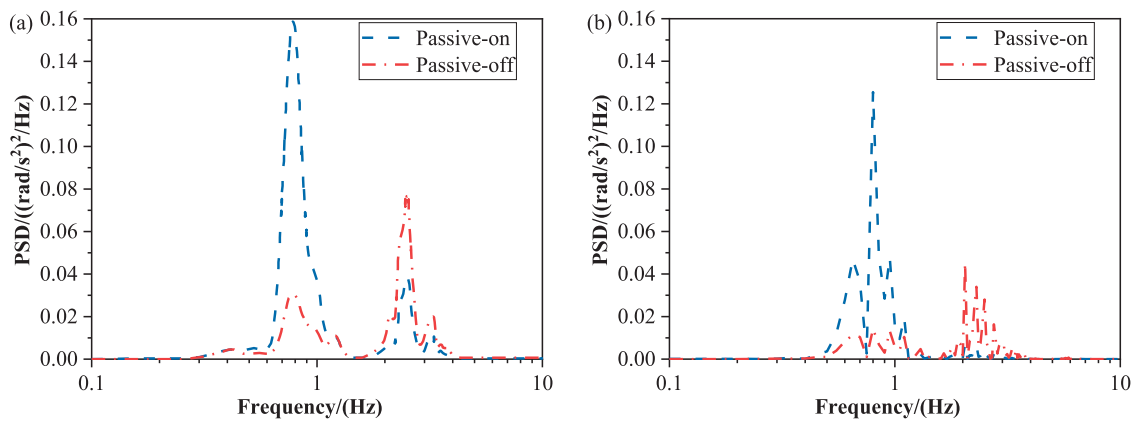 (a)
PSD/((rad/s²)²/Hz)
0.16
0.14
0.12
0.10
0.08
0.06
0.04
0.02
0.00
Passive-on
Passive-off
0.1 1 10
Frequency/(Hz)
(b)
PSD/((rad/s²)²/Hz)
0.16
0.14
0.12
0.10
0.08
0.06
0.04
0.02
0.00
Passive-on
Passive-off
0.1 1 10
Frequency/(Hz)